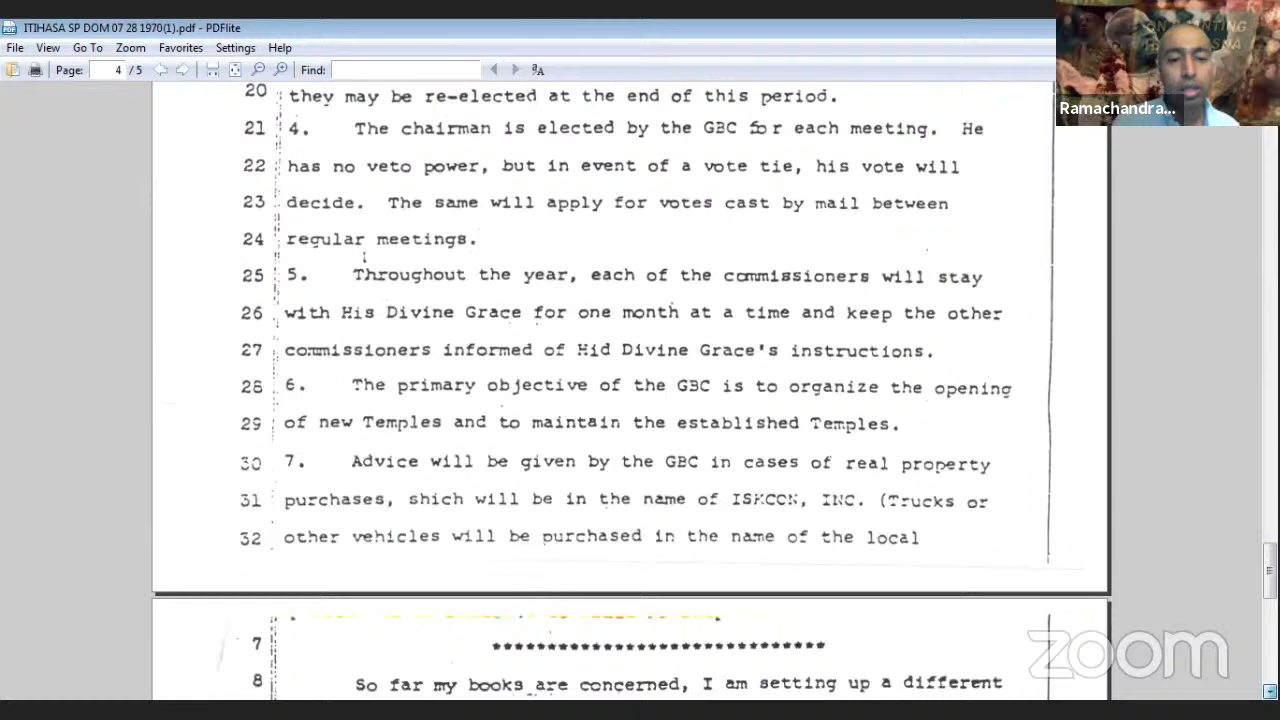 ITIHASA SP DOM 07 28 1970(1).pdf - PDFlite
File View Go To Zoom Favorites Settings Help
Page: 4 / 5 Find:
Ramachandra...
20 they may be re-elected at the end of this period.
21 4. The chairman is elected by the GBC for each meeting. He
22 has no veto power, but in event of a vote tie, his vote will
23 decide. The same will apply for votes cast by mail between
24 regular meetings.
25 5. Throughout the year, each of the commissioners will stay
26 with His Divine Grace for one month at a time and keep the other
27 commissioners informed of Hid Divine Grace's instructions.
28 6. The primary objective of the GBC is to organize the opening
29 of new Temples and to maintain the established Temples.
30 7. Advice will be given by the GBC in cases of real property
31 purchases, shich will be in the name of ISKCON, INC. (Trucks or
32 other vehicles will be purchased in the name of the local
7 *****************************
8 So far my books are concerned, I am setting up a different
zoom